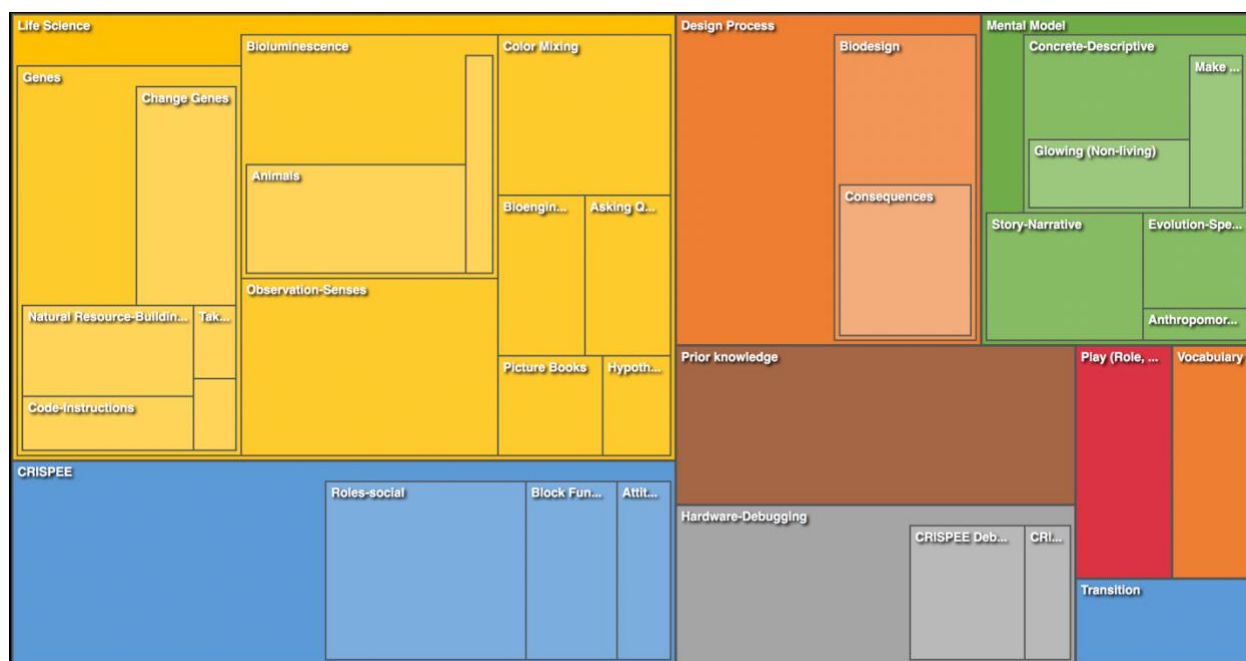 Life Science
Genes
Change Genes
Natural Resource-Buildin...
Tak...
Code-Instructions
Bioluminescence
Animals
Observation-Senses
Color Mixing
Bioengin...
Asking Q...
Picture Books
Hypoth...
CRISPEE
Roles-social
Block Fun...
Attit...
Design Process
Biodesign
Consequences
Mental Model
Concrete-Descriptive
Make ...
Glowing (Non-living)
Story-Narrative
Evolution-Spe...
Anthropomor...
Prior knowledge
Hardware-Debugging
CRISPEE Deb...
CRI...
Play (Role, ...
Vocabulary
Transition